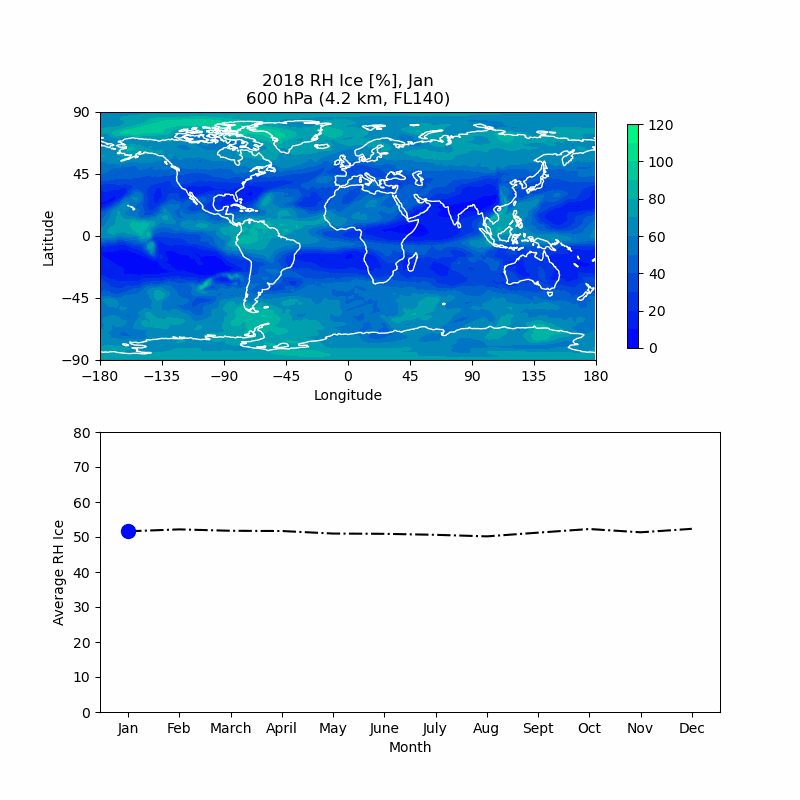 2018 RH Ice [%], Jan
600 hPa (4.2 km, FL140)
90
45
0
−45
−90
Latitude
−180 −135 −90 −45 0 45 90 135 180
Longitude
120
100
80
60
40
20
0
80
70
60
50
40
30
20
10
0
Average RH Ice
Jan Feb March April May June July Aug Sept Oct Nov Dec
Month